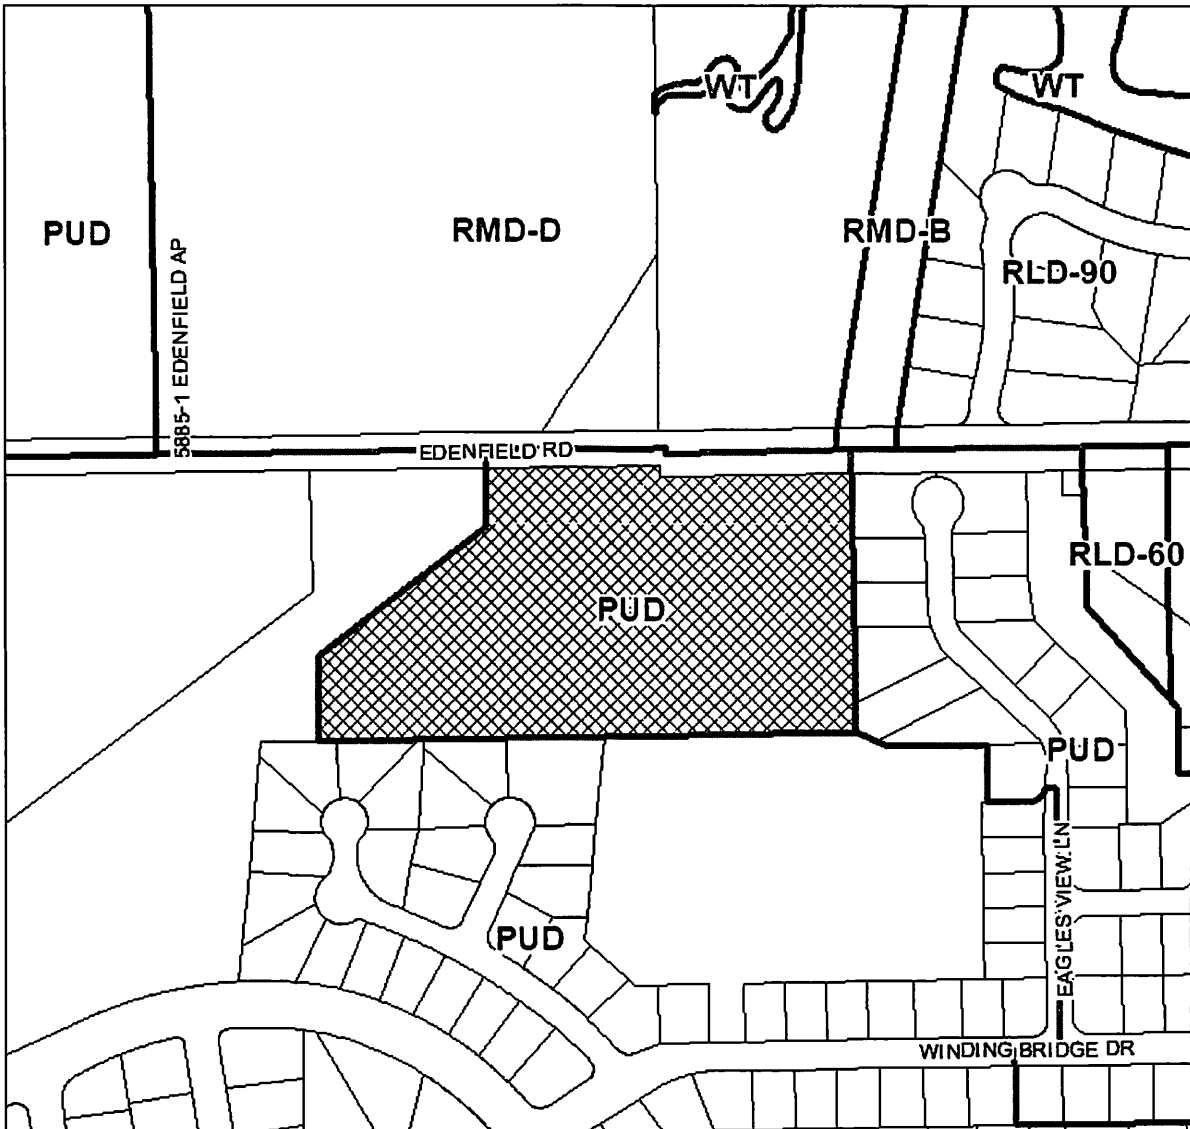 WT
WT
PUD
RMD-D
RMD-B
RLD-90
5885-1 EDENFIELD AP
EDENFIELD RD
RLD-60
PUD
PUD
EAGLES VIEW LN
PUD
WINDING BRIDGE DR